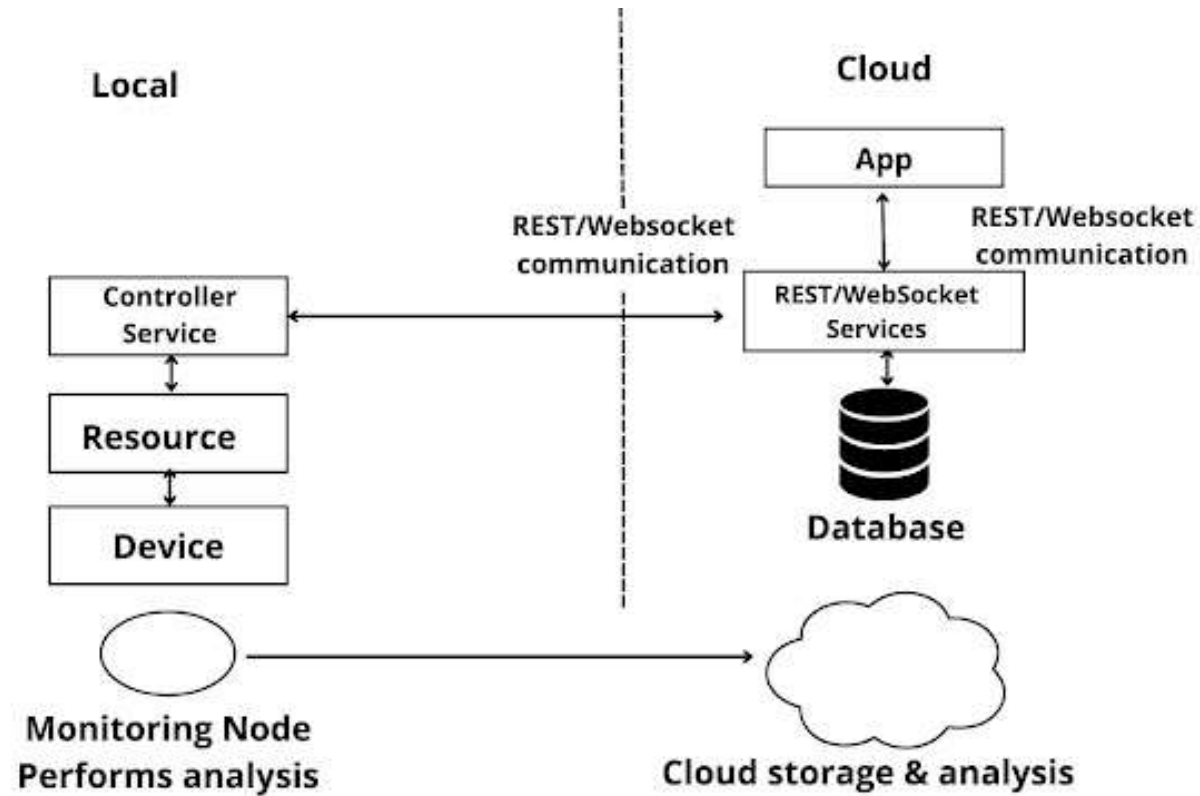 Local
Cloud
App
REST/Websocket
communication
REST/Websocket
communication
Controller
Service
REST/WebSocket
Services
Resource
Device
Database
Monitoring Node
Performs analysis
Cloud storage & analysis